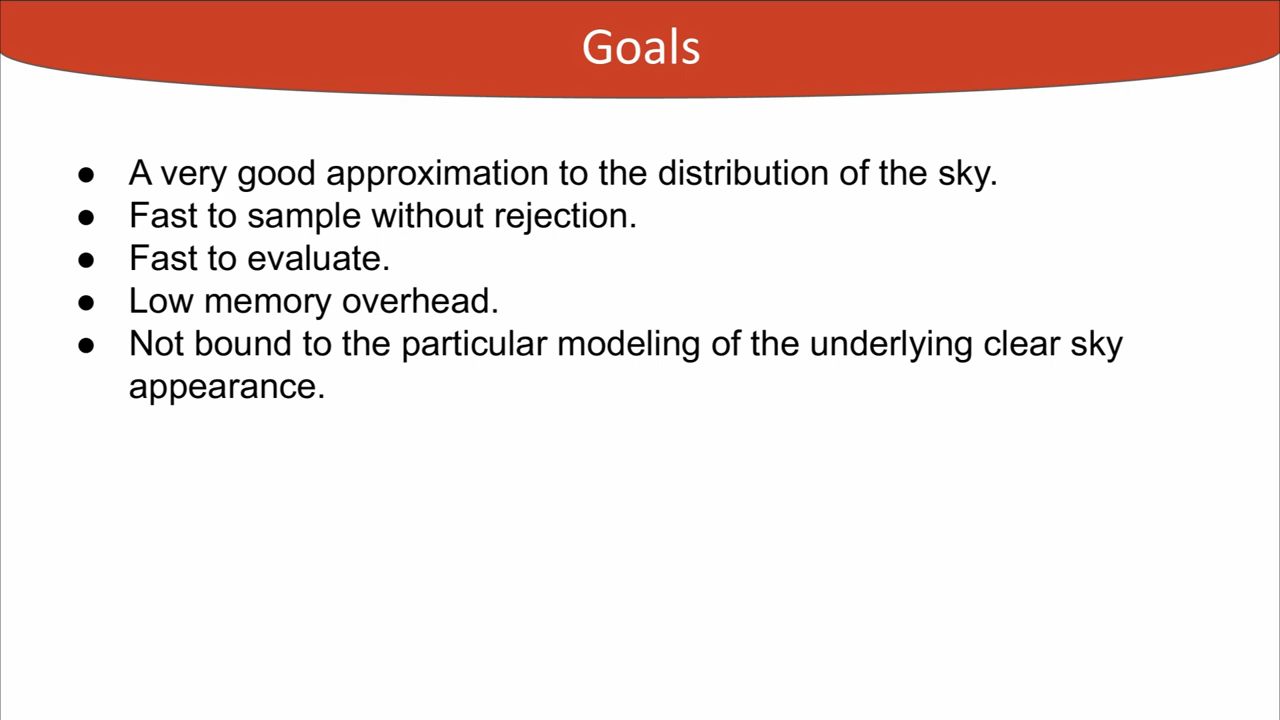 Goals
● A very good approximation to the distribution of the sky.
● Fast to sample without rejection.
● Fast to evaluate.
● Low memory overhead.
● Not bound to the particular modeling of the underlying clear sky
appearance.